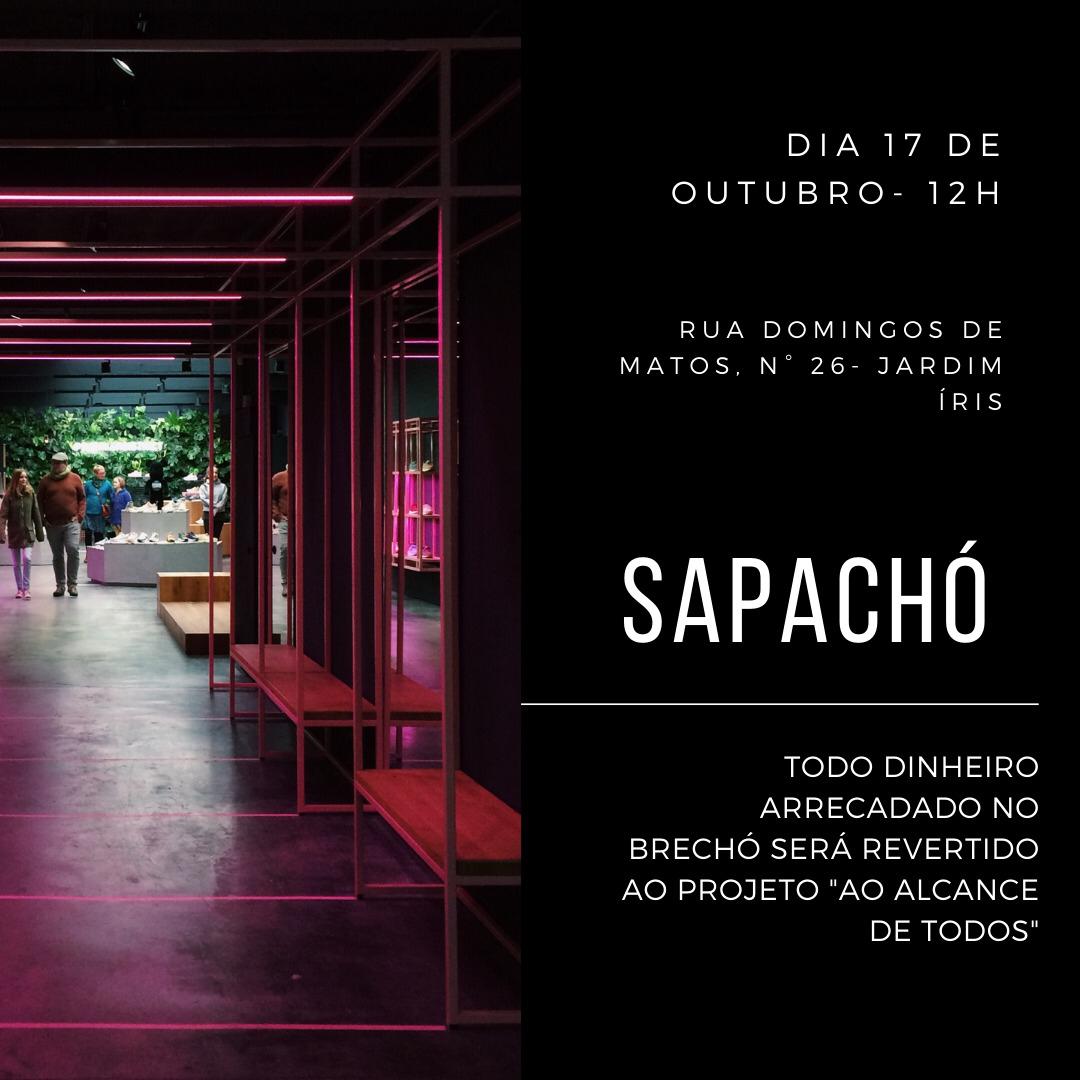 DIA 17 DE
OUTUBRO- 12H
RUA DOMINGOS DE
MATOS, N° 26- JARDIM
ÍRIS
SAPACHÓ
TODO DINHEIRO
ARRECADADO NO
BRECHÓ SERÁ REVERTIDO
AO PROJETO "AO ALCANCE
DE TODOS"